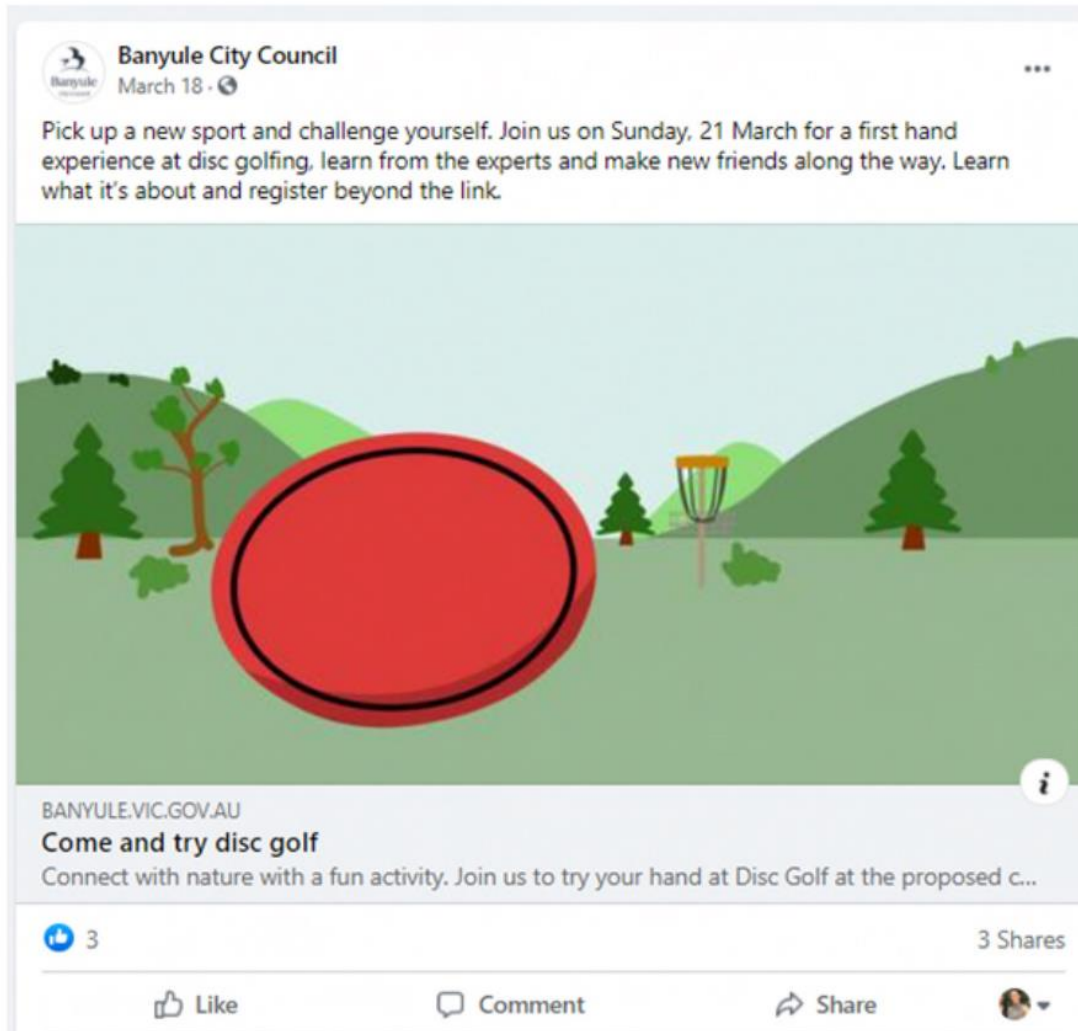 Banyule City Council
Banyule
March 18 ·
Pick up a new sport and challenge yourself. Join us on Sunday, 21 March for a first hand
experience at disc golfing, learn from the experts and make new friends along the way. Learn
what it's about and register beyond the link.
i
BANYULE.VIC.GOV.AU
Come and try disc golf
Connect with nature with a fun activity. Join us to try your hand at Disc Golf at the proposed c...
3
3 Shares
Like
Comment
Share